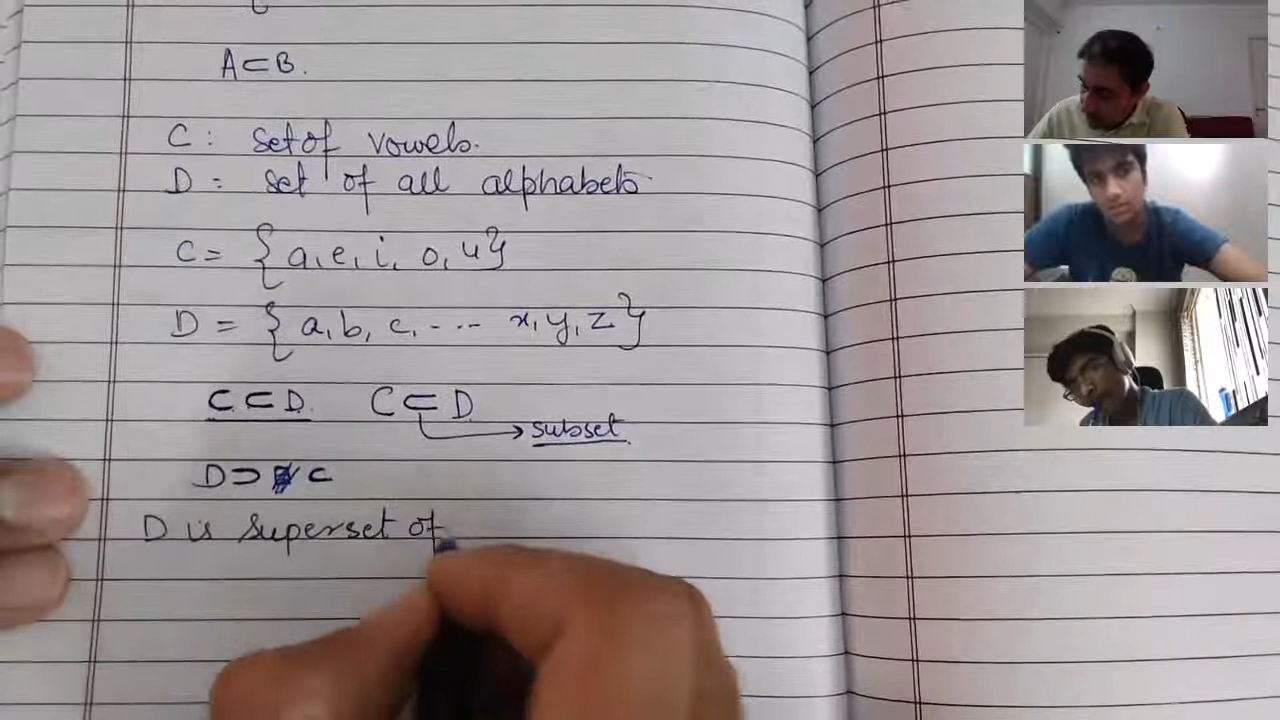 A ⊂ B.
C : set of vowels.
D = set of all alphabets
C = {a, e, i, o, u}
D = {a, b, c, --- x, y, z}
C ⊂ D. C ⊂ D
subset.
D ⊃ C
D is superset of